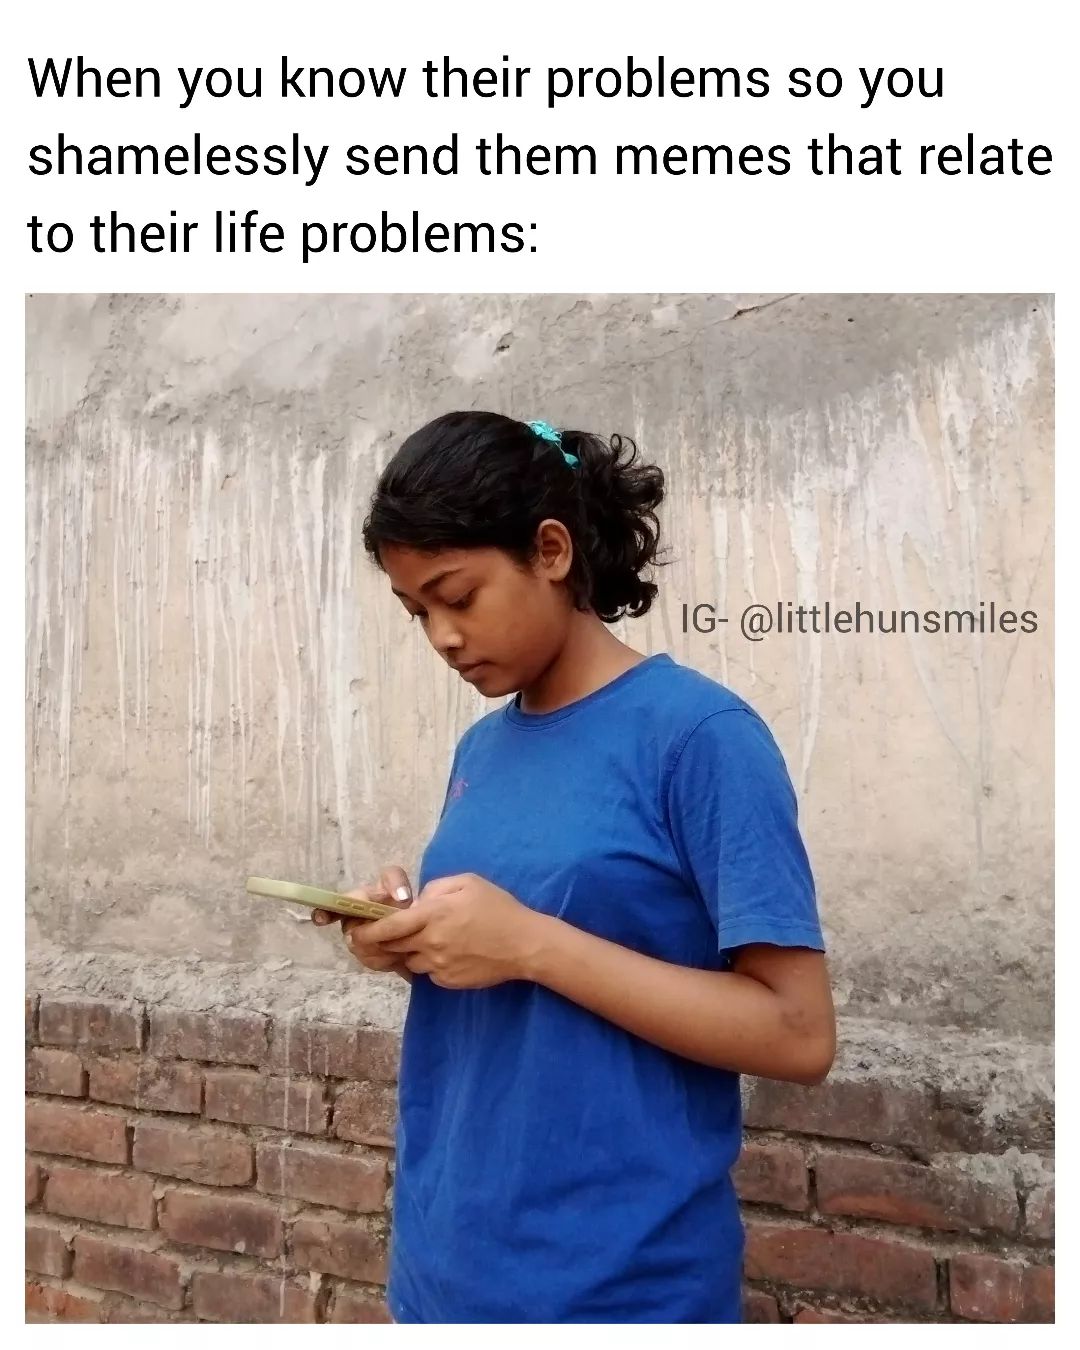 When you know their problems so you
shamelessly send them memes that relate
to their life problems:
IG- @littlehunsmiles